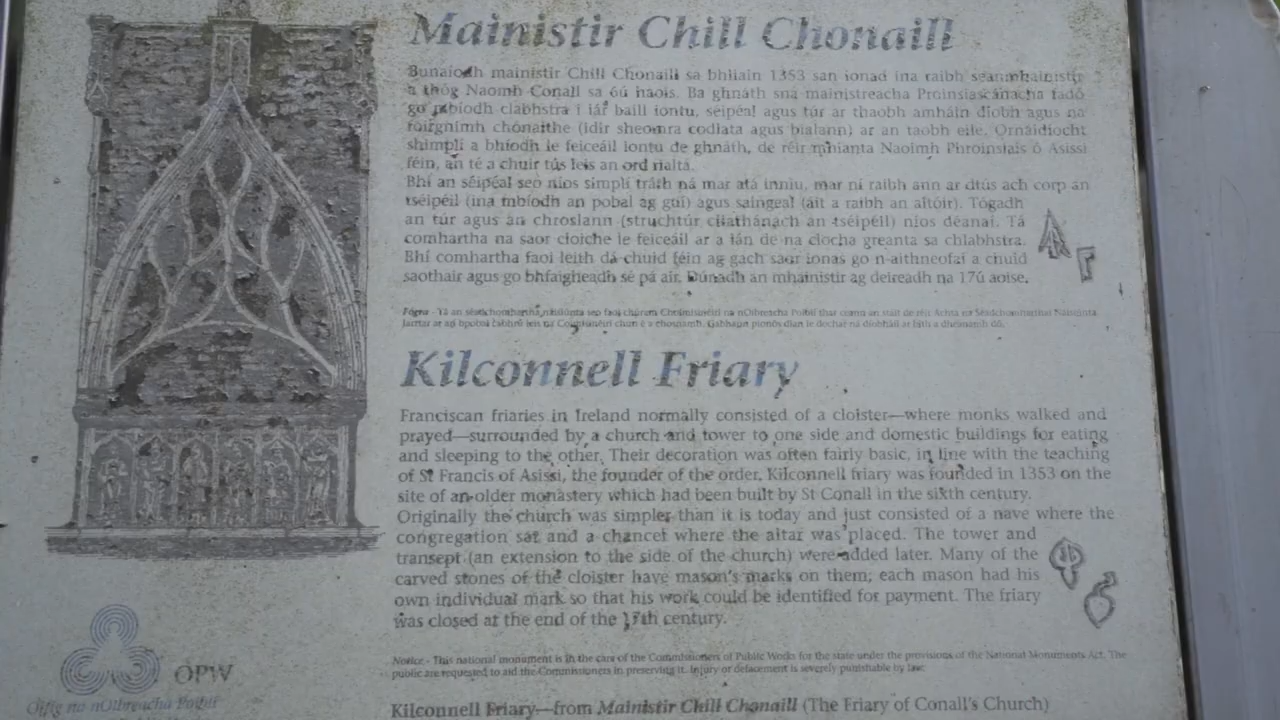 Mainistir Chill Chonaill
Bunaíodh mainistir Chill Chonaill sa bhliain 1353 san ionad ina raibh seanmhainistir
a thóg Naomh Conall sa 6ú haois. Ba ghnáth sna mainistreacha Proinsiascánacha fadó
go mbíodh clabhstra i lár baill iontu, séipéal agus túr ar thaobh amháin díobh agus na
foirgnimh chónaithe (idir sheomra codlata agus bialann) ar an taobh eile. Ornáidíocht
shimplí a bhíodh le feiceáil iontu de ghnáth, de réir mhianta Naoimh Phroinsiais ó Asissi
féin, an té a chuir tús leis an ord rialta.
Bhí an séipéal seo níos simplí tráth ná mar atá inniu, mar ní raibh ann ar dtús ach corp an
tséipéil (ina mbíodh an pobal ag guí) agus saingeal (áit a raibh an altóir). Tógadh
an túr agus an chroslann (struchtúr cliathánach an tséipéil) níos déanaí. Tá
comhartha na saor cloiche le feiceáil ar a lán de na clocha greanta sa chlabhstra.
Bhí comhartha faoi leith dá chuid féin ag gach saor ionas go n-aithneofaí a chuid
saothair agus go bhfaigheadh sé pá air. Dúnadh an mhainistir ag deireadh na 17ú aoise.
Fógra - Tá an
Kilconnell Friary
Franciscan friaries in Ireland normally consisted of a cloister—where monks walked and
prayed—surrounded by a church and tower to one side and domestic buildings for eating
and sleeping to the other. Their decoration was often fairly basic, in line with the teaching
of St Francis of Asissi, the founder of the order. Kilconnell friary was founded in 1353 on the
site of an older monastery which had been built by St Conall in the sixth century.
Originally the church was simpler than it is today and just consisted of a nave where the
congregation sat and a chancel where the altar was placed. The tower and
transept (an extension to the side of the church) were added later. Many of the
carved stones of the cloister have mason's marks on them; each mason had his
own individual mark so that his work could be identified for payment. The friary
was closed at the end of the 17th century.
Notice - This national monument is in the care of the Commissioners of Public Works for the state under the provisions of the National Monuments Act. The
public are requested to aid the Commissioners in preserving it. Injury or defacement is severely punishable by law.
Kilconnell Friary—from Mainistir Chill Chonaill (The Friary of Conall's Church)
OPW
Oifig na nOibreacha Poiblí